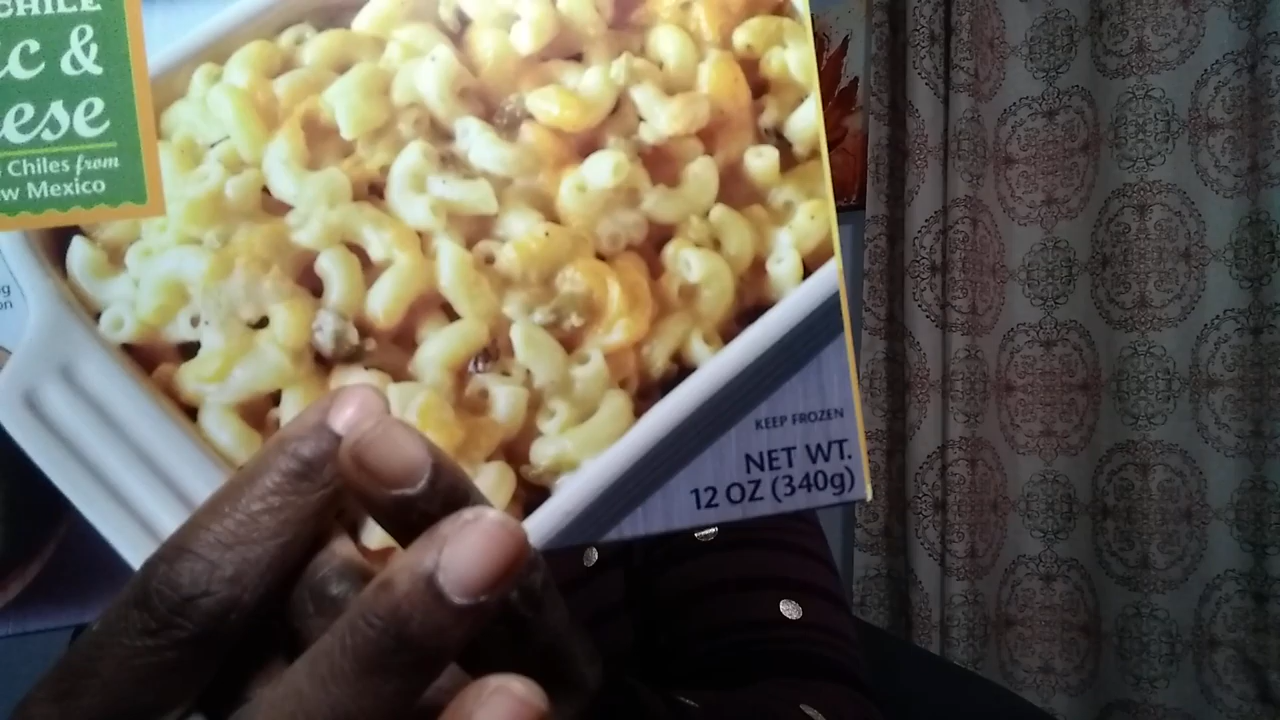 CHILE
c &
ese
Chiles from
w Mexico
KEEP FROZEN
NET WT.
12 OZ (340g)